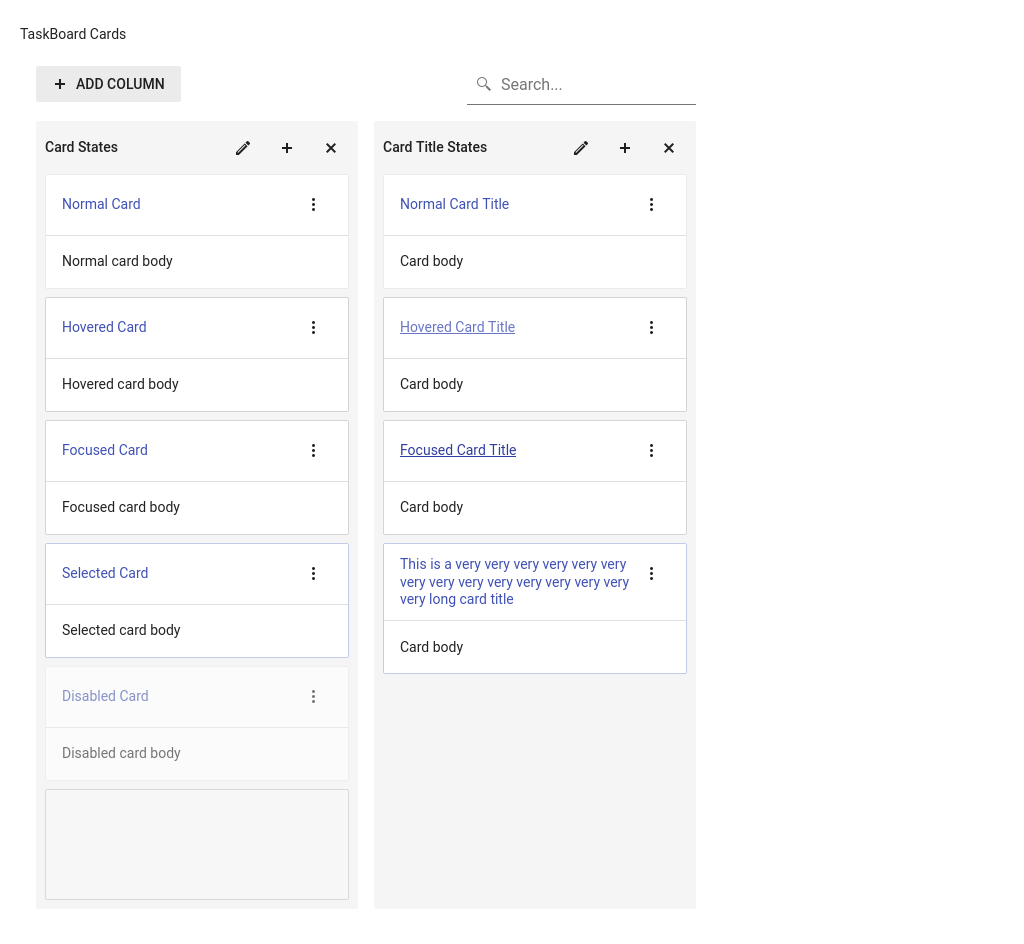 TaskBoard Cards
ADD COLUMN
Search...
Card States
Normal Card
Normal card body
Hovered Card
Hovered card body
Focused Card
Focused card body
Selected Card
Selected card body
Disabled Card
Disabled card body
Card Title States
Normal Card Title
Card body
Hovered Card Title
Card body
Focused Card Title
Card body
This is a very very very very very very
very very very very very very very very
very long card title
Card body